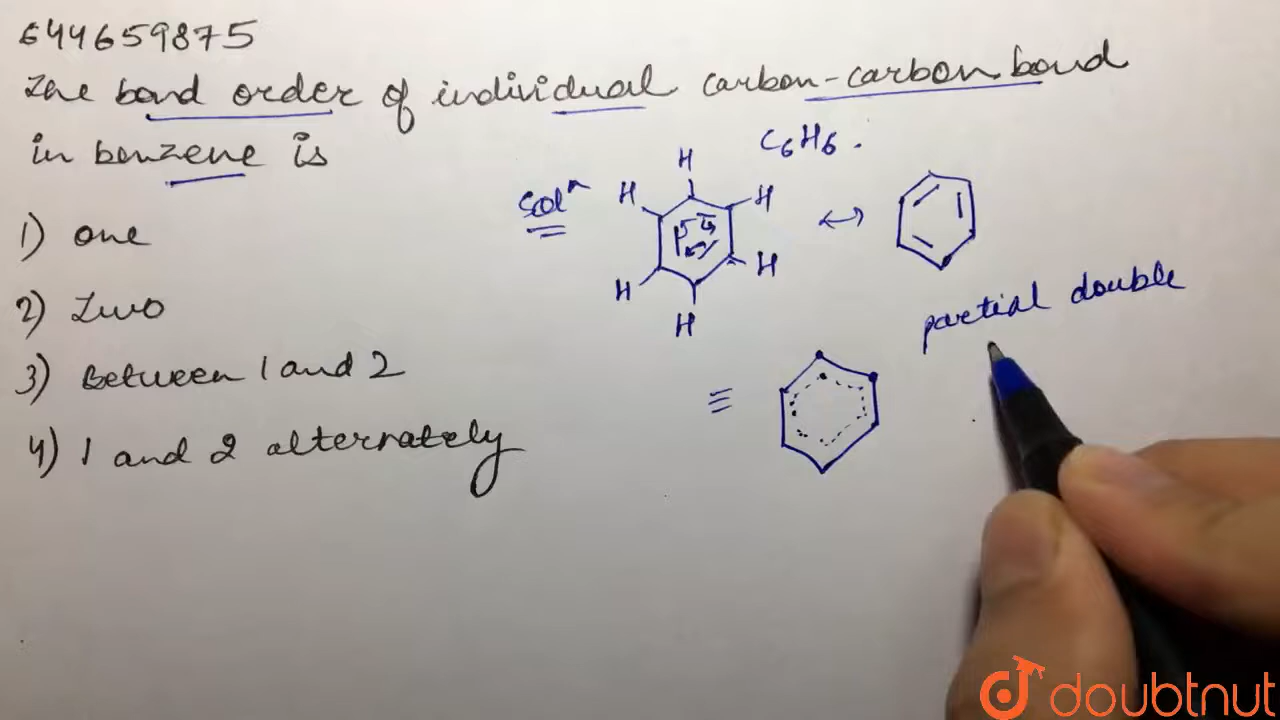 644659875
The bond order of individual carbon-carbon bond
in benzene is
1) one
2) Two
3) Between 1 and 2
4) 1 and 2 alternately
Solⁿ
C₆H₆.
H
H
H
H
H
H
↔
≡
partial double
doubtnut